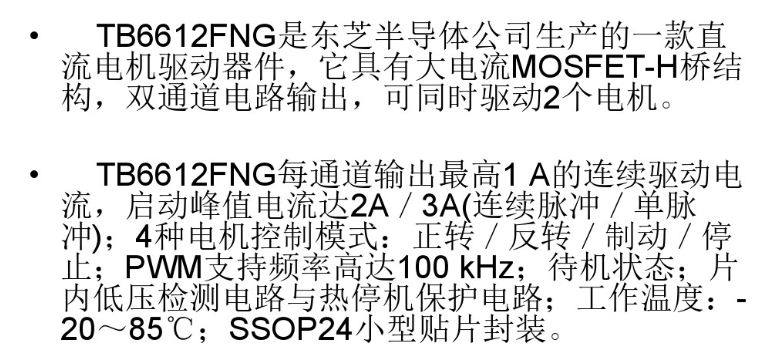 • TB6612FNG是东芝半导体公司生产的一款直
流电机驱动器件，它具有大电流MOSFET-H桥结
构，双通道电路输出，可同时驱动2个电机。
• TB6612FNG每通道输出最高1 A的连续驱动电
流，启动峰值电流达2A／3A(连续脉冲／单脉
冲)；4种电机控制模式：正转／反转／制动／停
止；PWM支持频率高达100 kHz；待机状态；片
内低压检测电路与热停机保护电路；工作温度：-
20～85℃；SSOP24小型贴片封装。